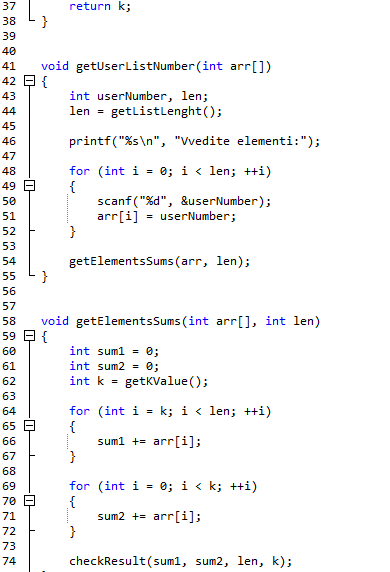 37 return k;
38 }
39
40
41 void getUserListNumber(int arr[])
42 {
43 int userNumber, len;
44 len = getListLenght();
45
46 printf("%s\n", "Vvedite elementi:");
47
48 for (int i = 0; i < len; ++i)
49 {
50 scanf("%d", &userNumber);
51 arr[i] = userNumber;
52 }
53
54 getElementsSums(arr, len);
55 }
56
57
58 void getElementsSums(int arr[], int len)
59 {
60 int sum1 = 0;
61 int sum2 = 0;
62 int k = getKValue();
63
64 for (int i = k; i < len; ++i)
65 {
66 sum1 += arr[i];
67 }
68
69 for (int i = 0; i < k; ++i)
70 {
71 sum2 += arr[i];
72 }
73
74 checkResult(sum1, sum2, len, k);